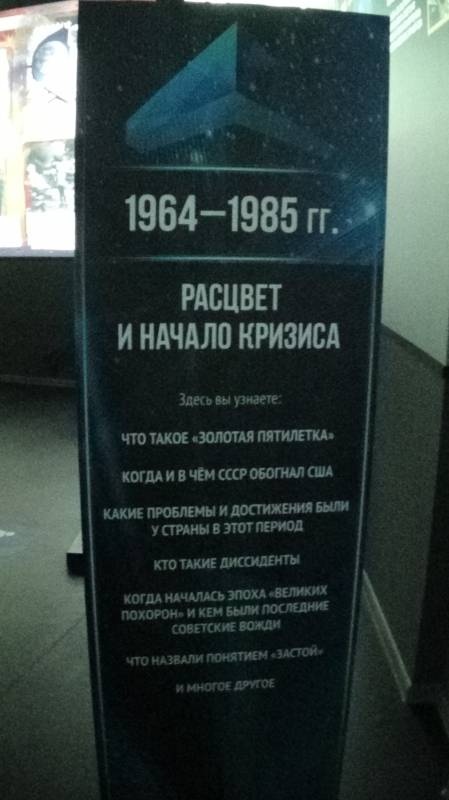 1964–1985 гг.
РАСЦВЕТ
И НАЧАЛО КРИЗИСА
Здесь вы узнаете:
ЧТО ТАКОЕ «ЗОЛОТАЯ ПЯТИЛЕТКА»
КОГДА И В ЧЁМ СССР ОБОГНАЛ США
КАКИЕ ПРОБЛЕМЫ И ДОСТИЖЕНИЯ БЫЛИ
У СТРАНЫ В ЭТОТ ПЕРИОД
КТО ТАКИЕ ДИССИДЕНТЫ
КОГДА НАЧАЛАСЬ ЭПОХА «ВЕЛИКИХ
ПОХОРОН» И КЕМ БЫЛИ ПОСЛЕДНИЕ
СОВЕТСКИЕ ВОЖДИ
ЧТО НАЗВАЛИ ПОНЯТИЕМ «ЗАСТОЙ»
И МНОГОЕ ДРУГОЕ